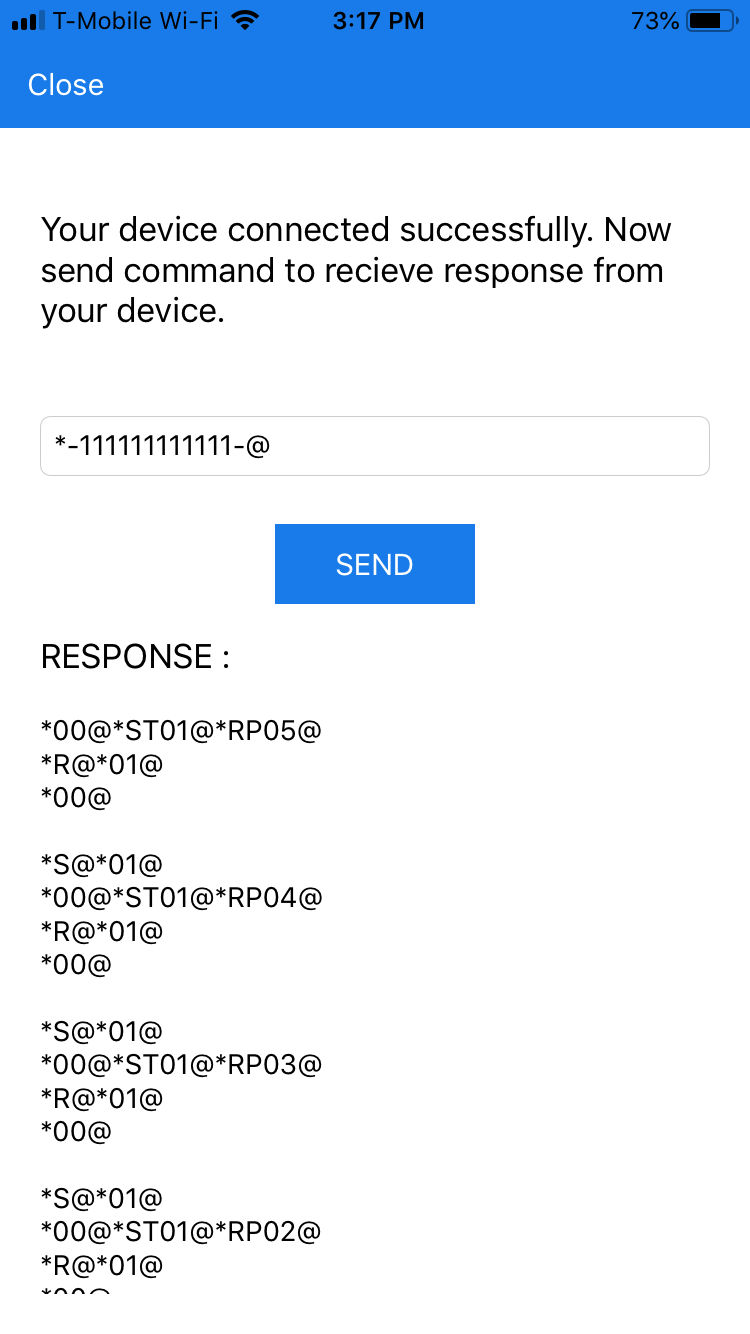 T-Mobile Wi-Fi 3:17 PM 73%
Close
Your device connected successfully. Now
send command to recieve response from
your device.
*-111111111111-@
SEND
RESPONSE :
*00@*ST01@*RP05@
*R@*01@
*00@
*S@*01@
*00@*ST01@*RP04@
*R@*01@
*00@
*S@*01@
*00@*ST01@*RP03@
*R@*01@
*00@
*S@*01@
*00@*ST01@*RP02@
*R@*01@